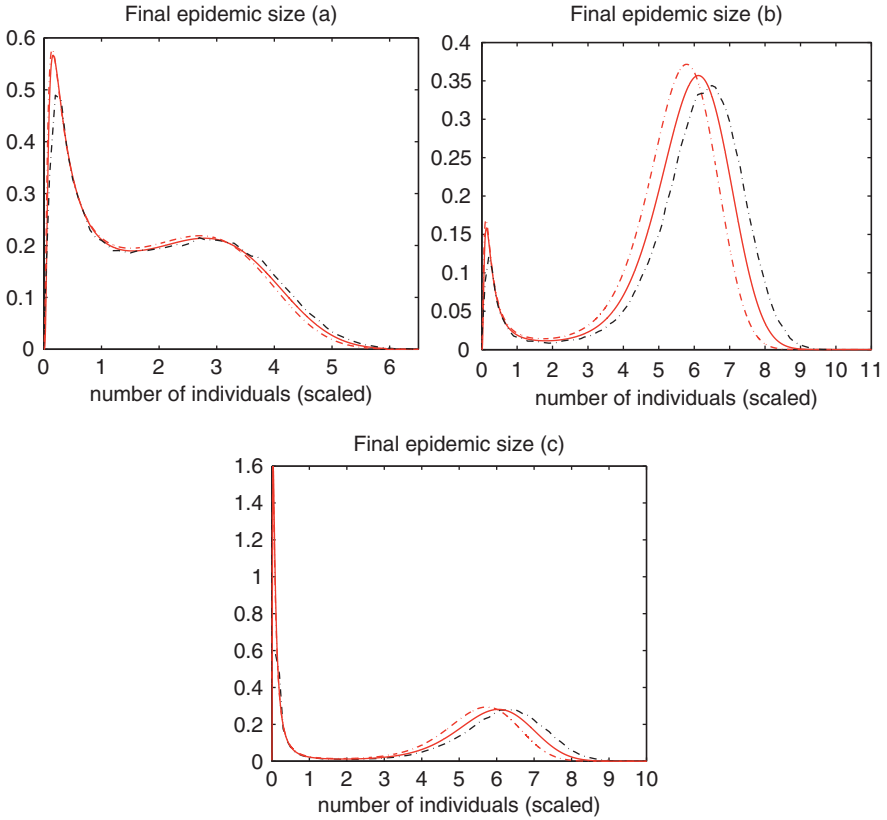 Final epidemic size (a)
0.6
0.5
0.4
0.3
0.2
0.1
0
0 1 2 3 4 5 6
number of individuals (scaled)
Final epidemic size (b)
0.4
0.35
0.3
0.25
0.2
0.15
0.1
0.05
0
0 1 2 3 4 5 6 7 8 9 10 11
number of individuals (scaled)
Final epidemic size (c)
1.6
1.4
1.2
1
0.8
0.6
0.4
0.2
0
0 1 2 3 4 5 6 7 8 9 10
number of individuals (scaled)